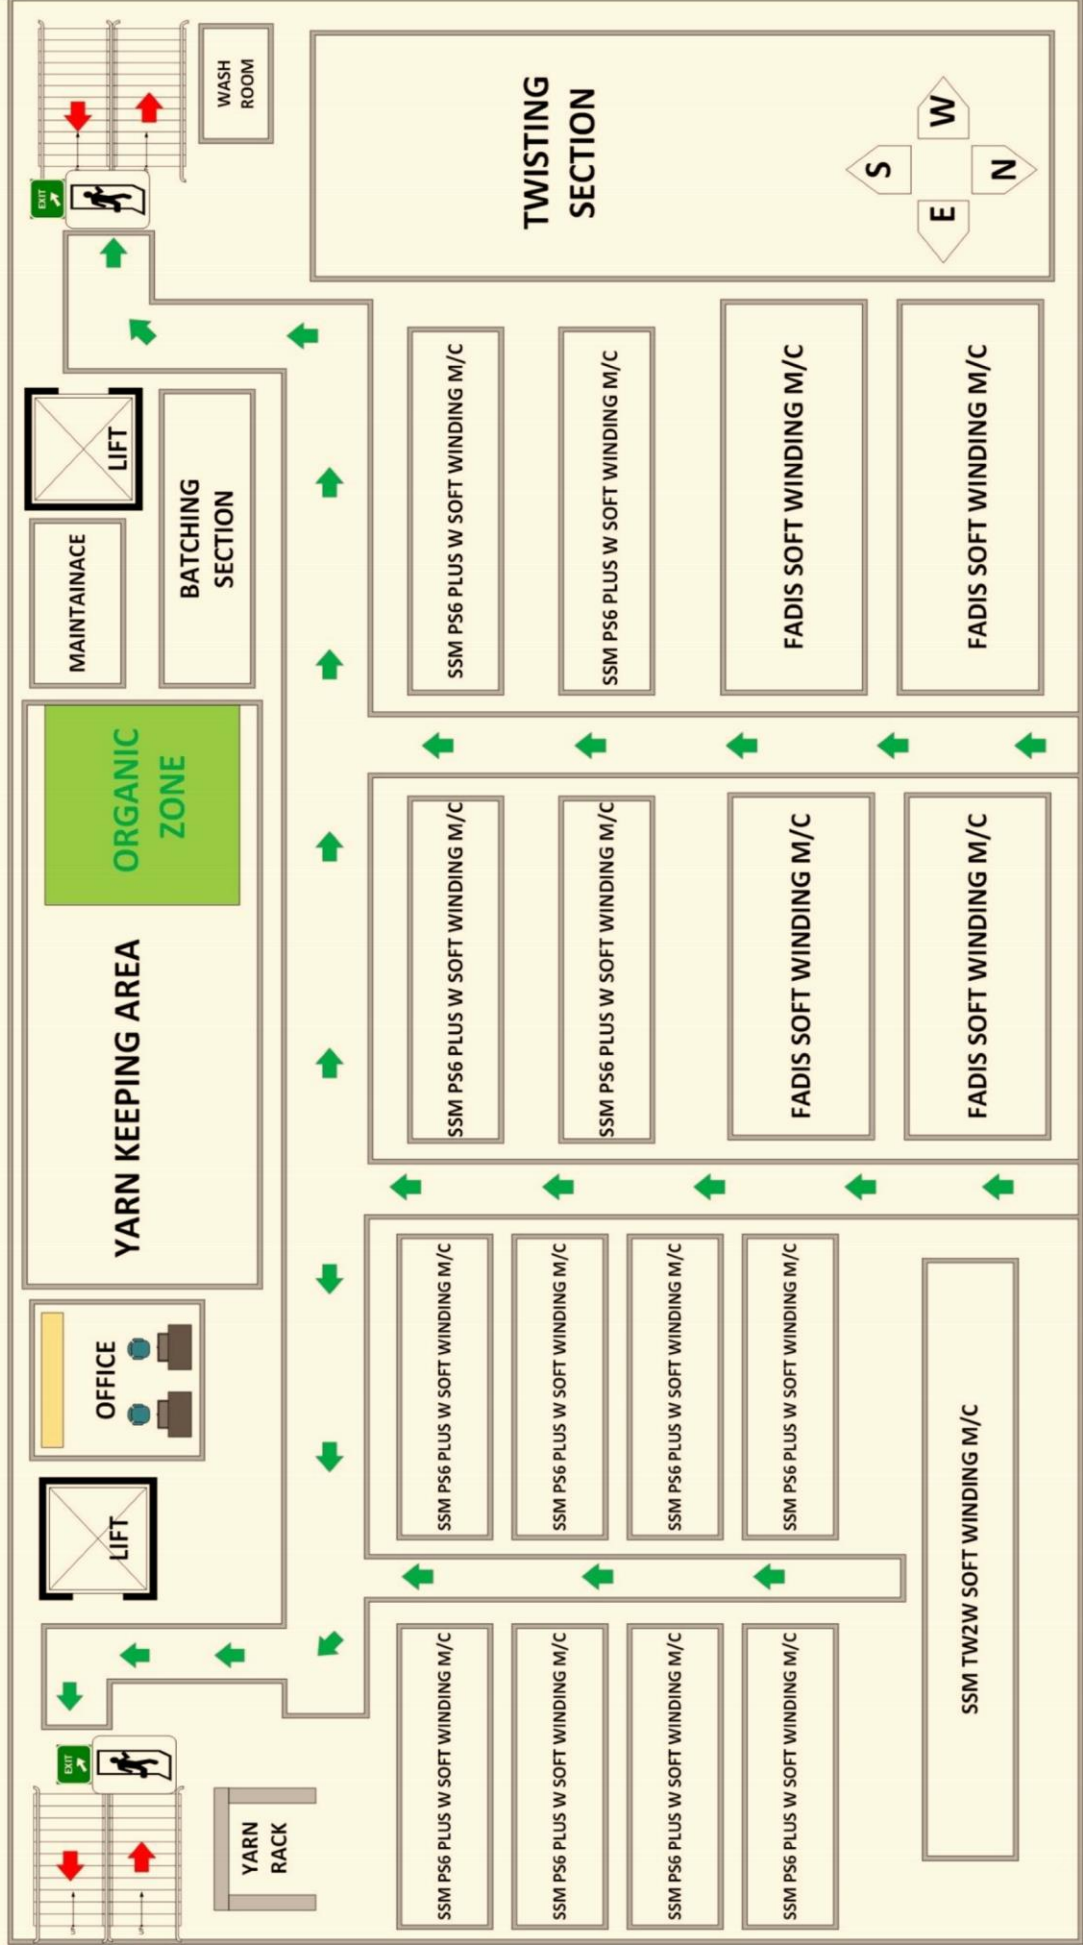 WASH
ROOM
TWISTING
SECTION
S
W
E
N
EXIT
LIFT
MAINTAINACE
BATCHING
SECTION
SSM PS6 PLUS W SOFT WINDING M/C
SSM PS6 PLUS W SOFT WINDING M/C
FADIS SOFT WINDING M/C
FADIS SOFT WINDING M/C
ORGANIC
ZONE
YARN KEEPING AREA
SSM PS6 PLUS W SOFT WINDING M/C
SSM PS6 PLUS W SOFT WINDING M/C
FADIS SOFT WINDING M/C
FADIS SOFT WINDING M/C
OFFICE
LIFT
SSM PS6 PLUS W SOFT WINDING M/C
SSM PS6 PLUS W SOFT WINDING M/C
SSM PS6 PLUS W SOFT WINDING M/C
SSM PS6 PLUS W SOFT WINDING M/C
SSM TW2W SOFT WINDING M/C
EXIT
YARN
RACK
SSM PS6 PLUS W SOFT WINDING M/C
SSM PS6 PLUS W SOFT WINDING M/C
SSM PS6 PLUS W SOFT WINDING M/C
SSM PS6 PLUS W SOFT WINDING M/C